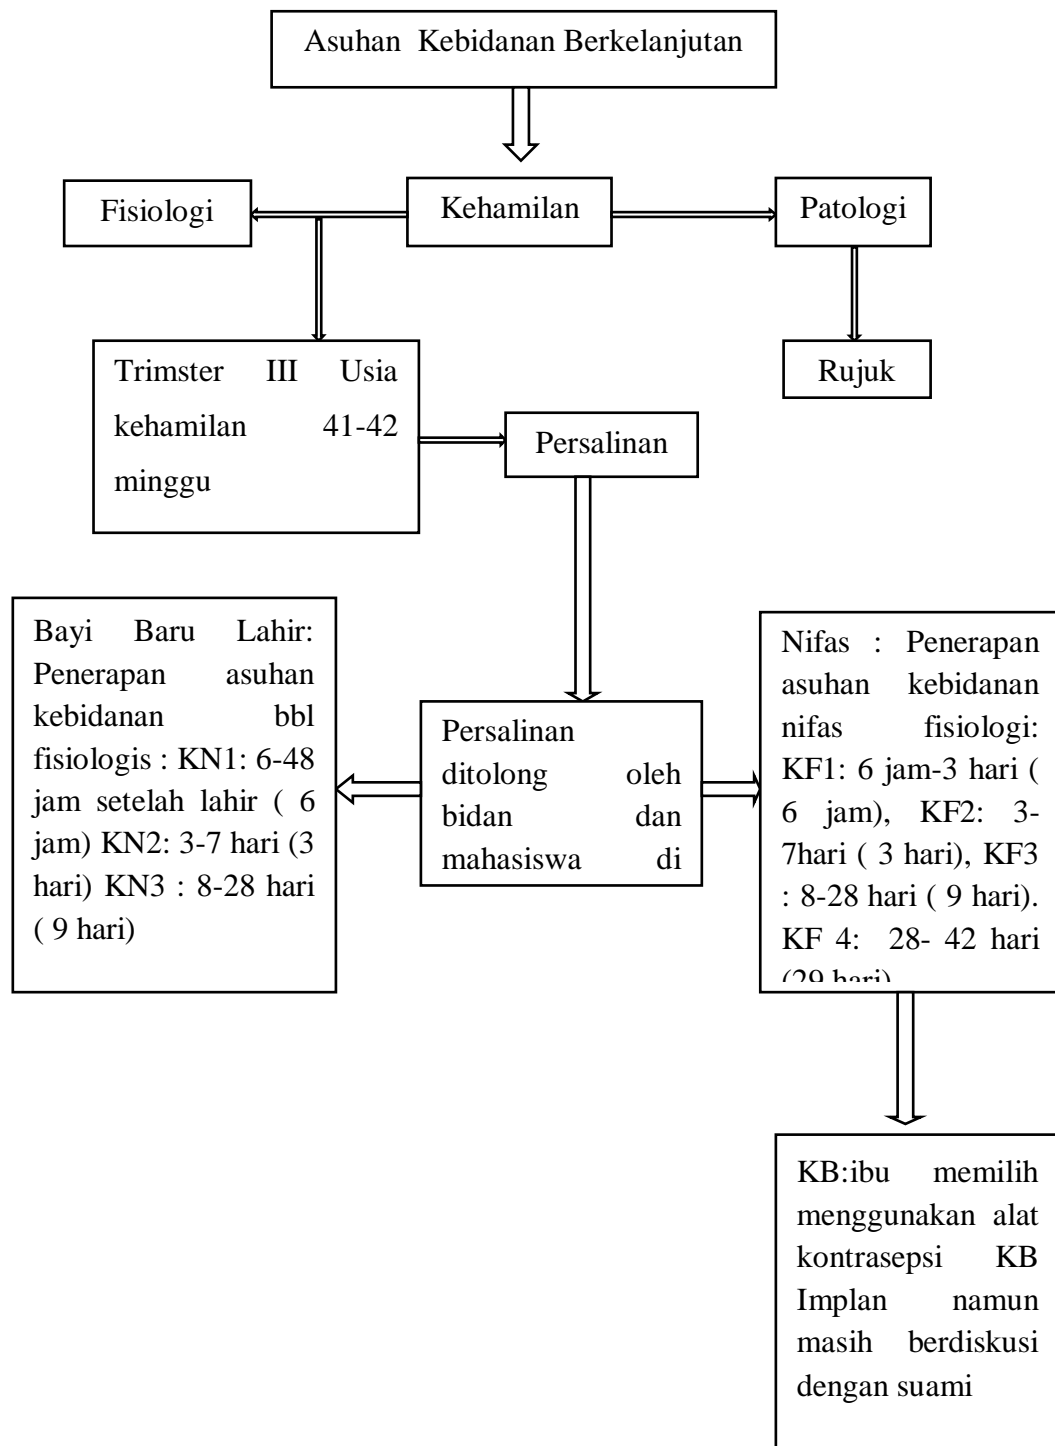 Asuhan Kebidanan Berkelanjutan
Fisiologi
Kehamilan
Patologi
Trimster III Usia
kehamilan 41-42
minggu
Rujuk
Persalinan
Bayi Baru Lahir:
Penerapan asuhan
kebidanan bbl
fisiologis : KN1: 6-48
jam setelah lahir ( 6
jam) KN2: 3-7 hari (3
hari) KN3 : 8-28 hari
( 9 hari)
Persalinan
ditolong oleh
bidan dan
mahasiswa di
Nifas : Penerapan
asuhan kebidanan
nifas fisiologi:
KF1: 6 jam-3 hari (
6 jam), KF2: 3-
7hari ( 3 hari), KF3
: 8-28 hari ( 9 hari).
KF 4: 28- 42 hari
(29 hari)
KB:ibu memilih
menggunakan alat
kontrasepsi KB
Implan namun
masih berdiskusi
dengan suami